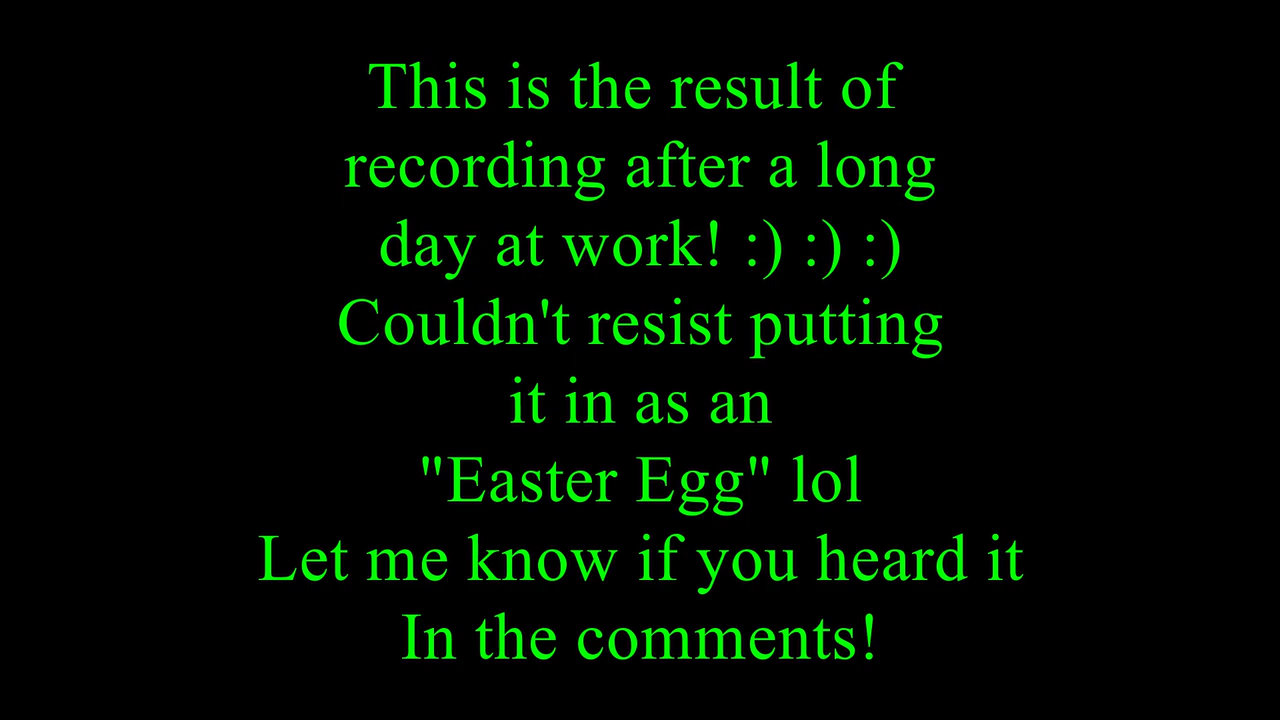 This is the result of
recording after a long
day at work! :) :) :)
Couldn't resist putting
it in as an
"Easter Egg" lol
Let me know if you heard it
In the comments!